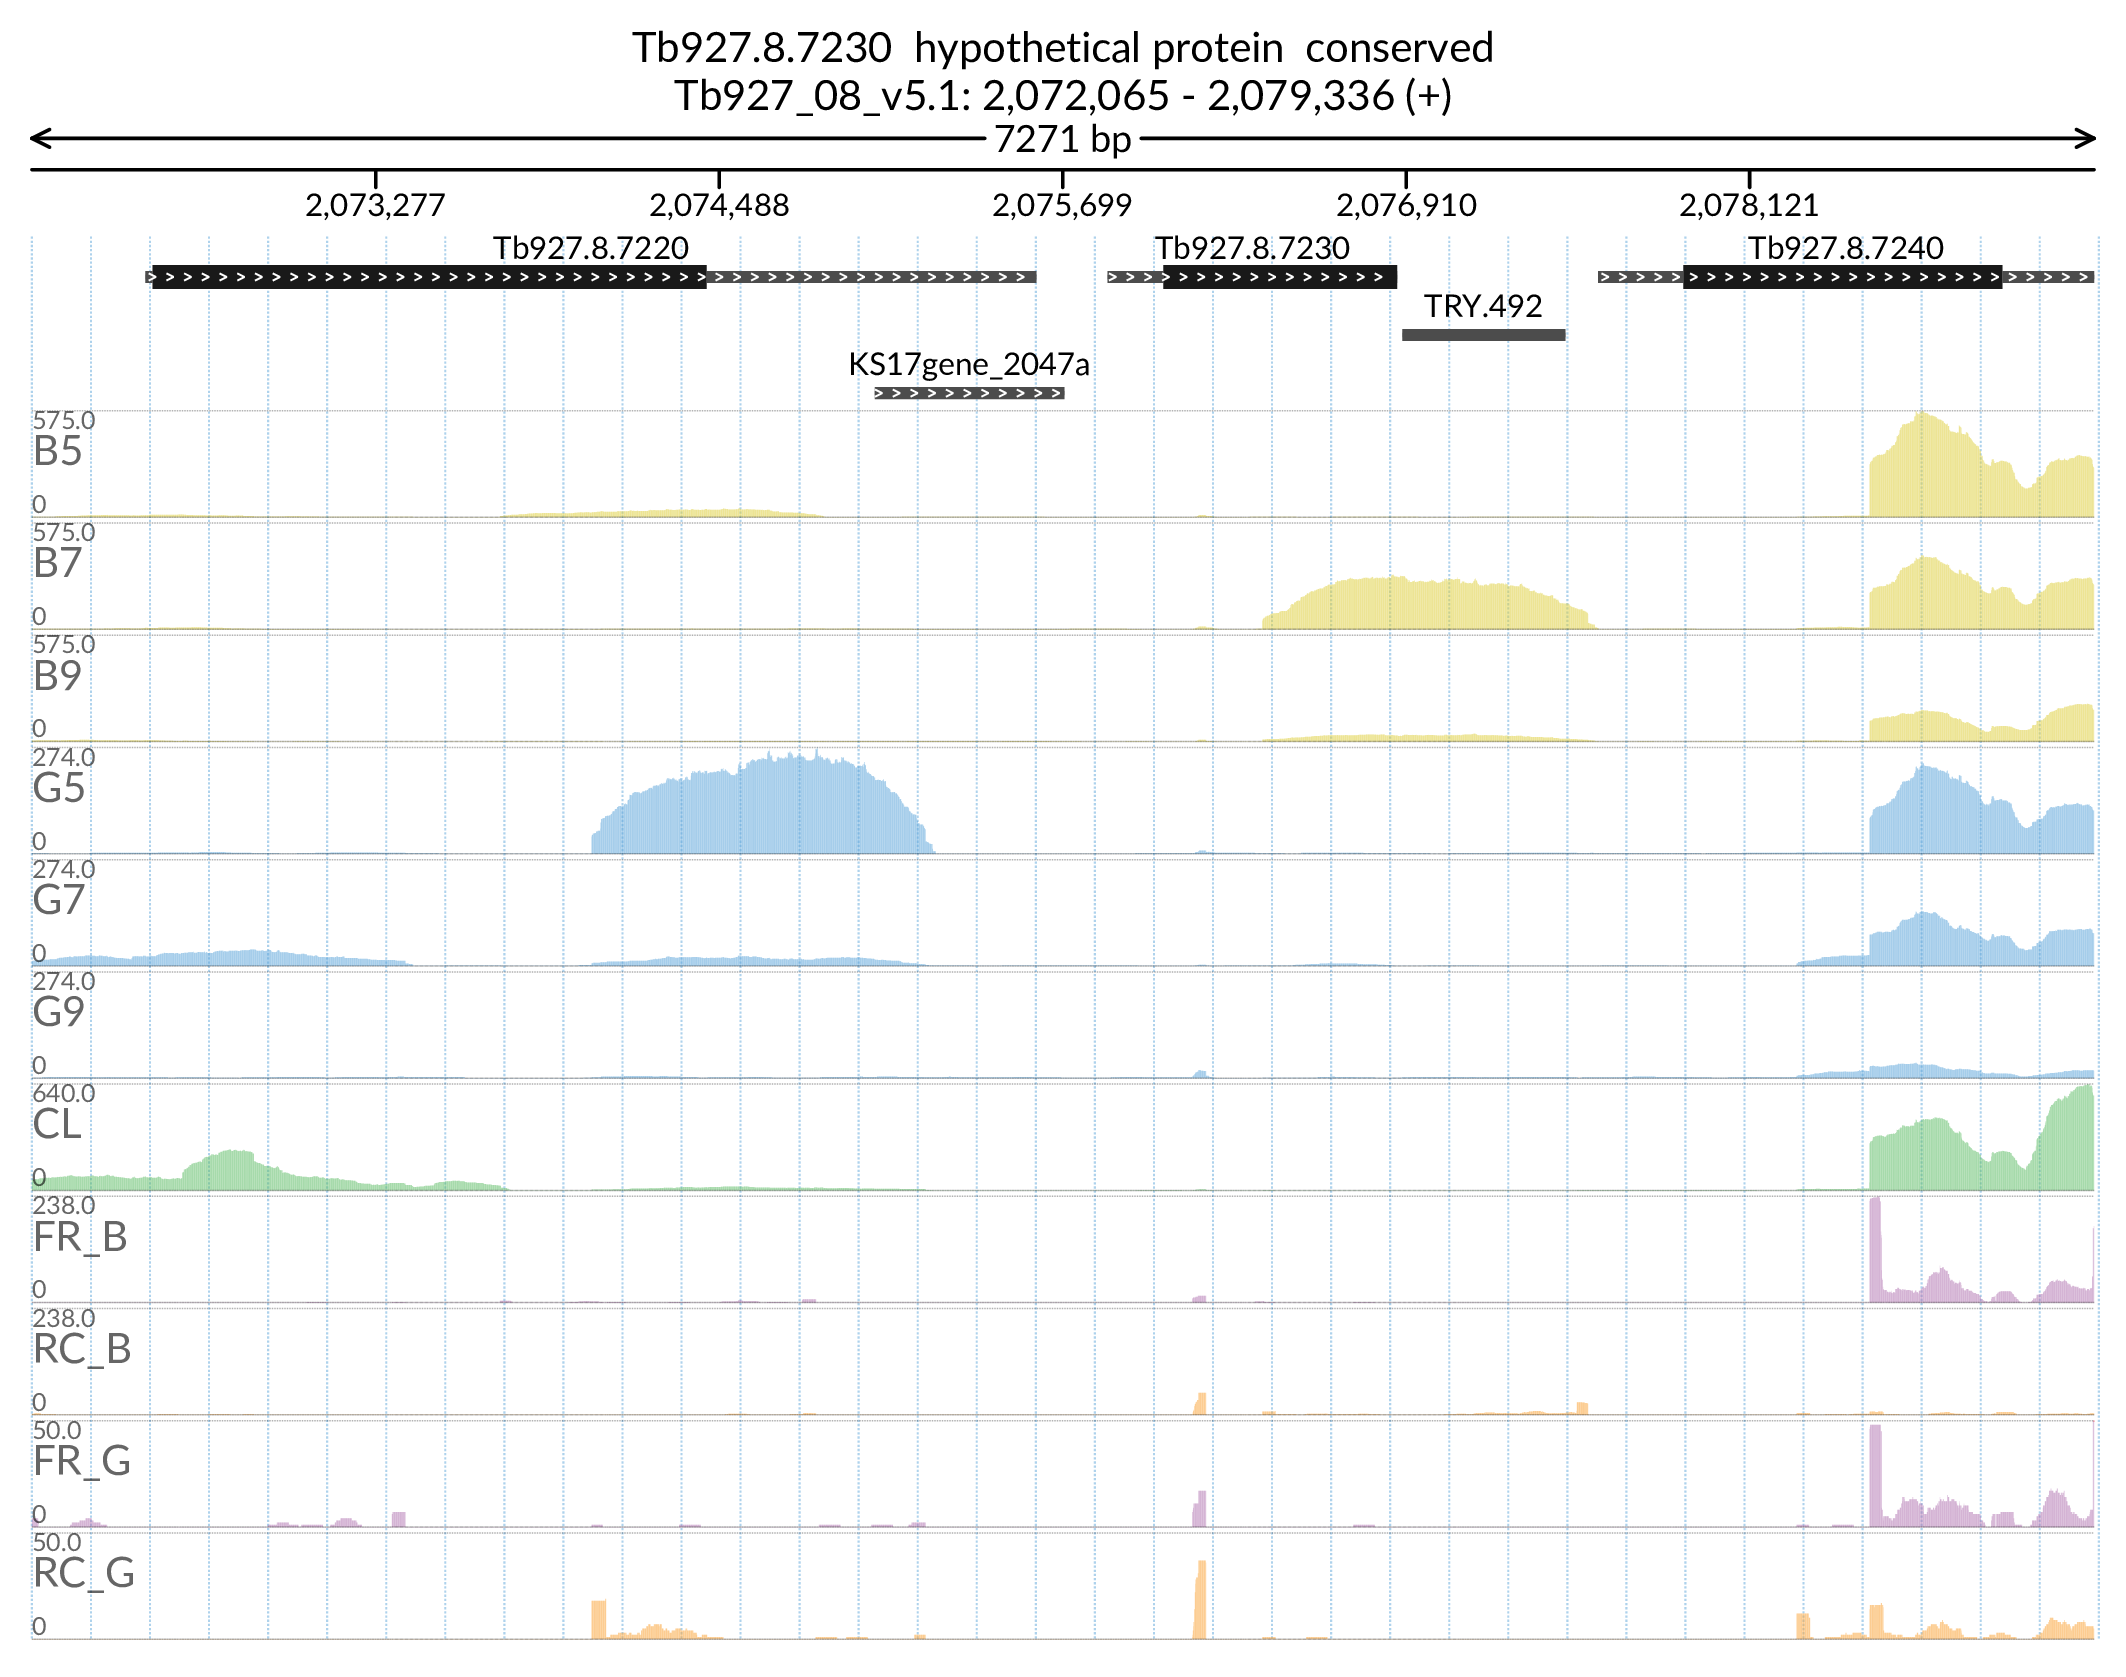 Tb927.8.7230  hypothetical protein  conserved
Tb927_08_v5.1: 2,072,065 - 2,079,336 (+)
7271 bp
2,073,277 2,074,488 2,075,699 2,076,910 2,078,121
Tb927.8.7220 Tb927.8.7230 Tb927.8.7240
TRY.492
KS17gene_2047a
575.0
B5
0
575.0
B7
0
575.0
B9
0
274.0
G5
0
274.0
G7
0
274.0
G9
0
640.0
CL
0
238.0
FR_B
0
238.0
RC_B
0
50.0
FR_G
0
50.0
RC_G
0